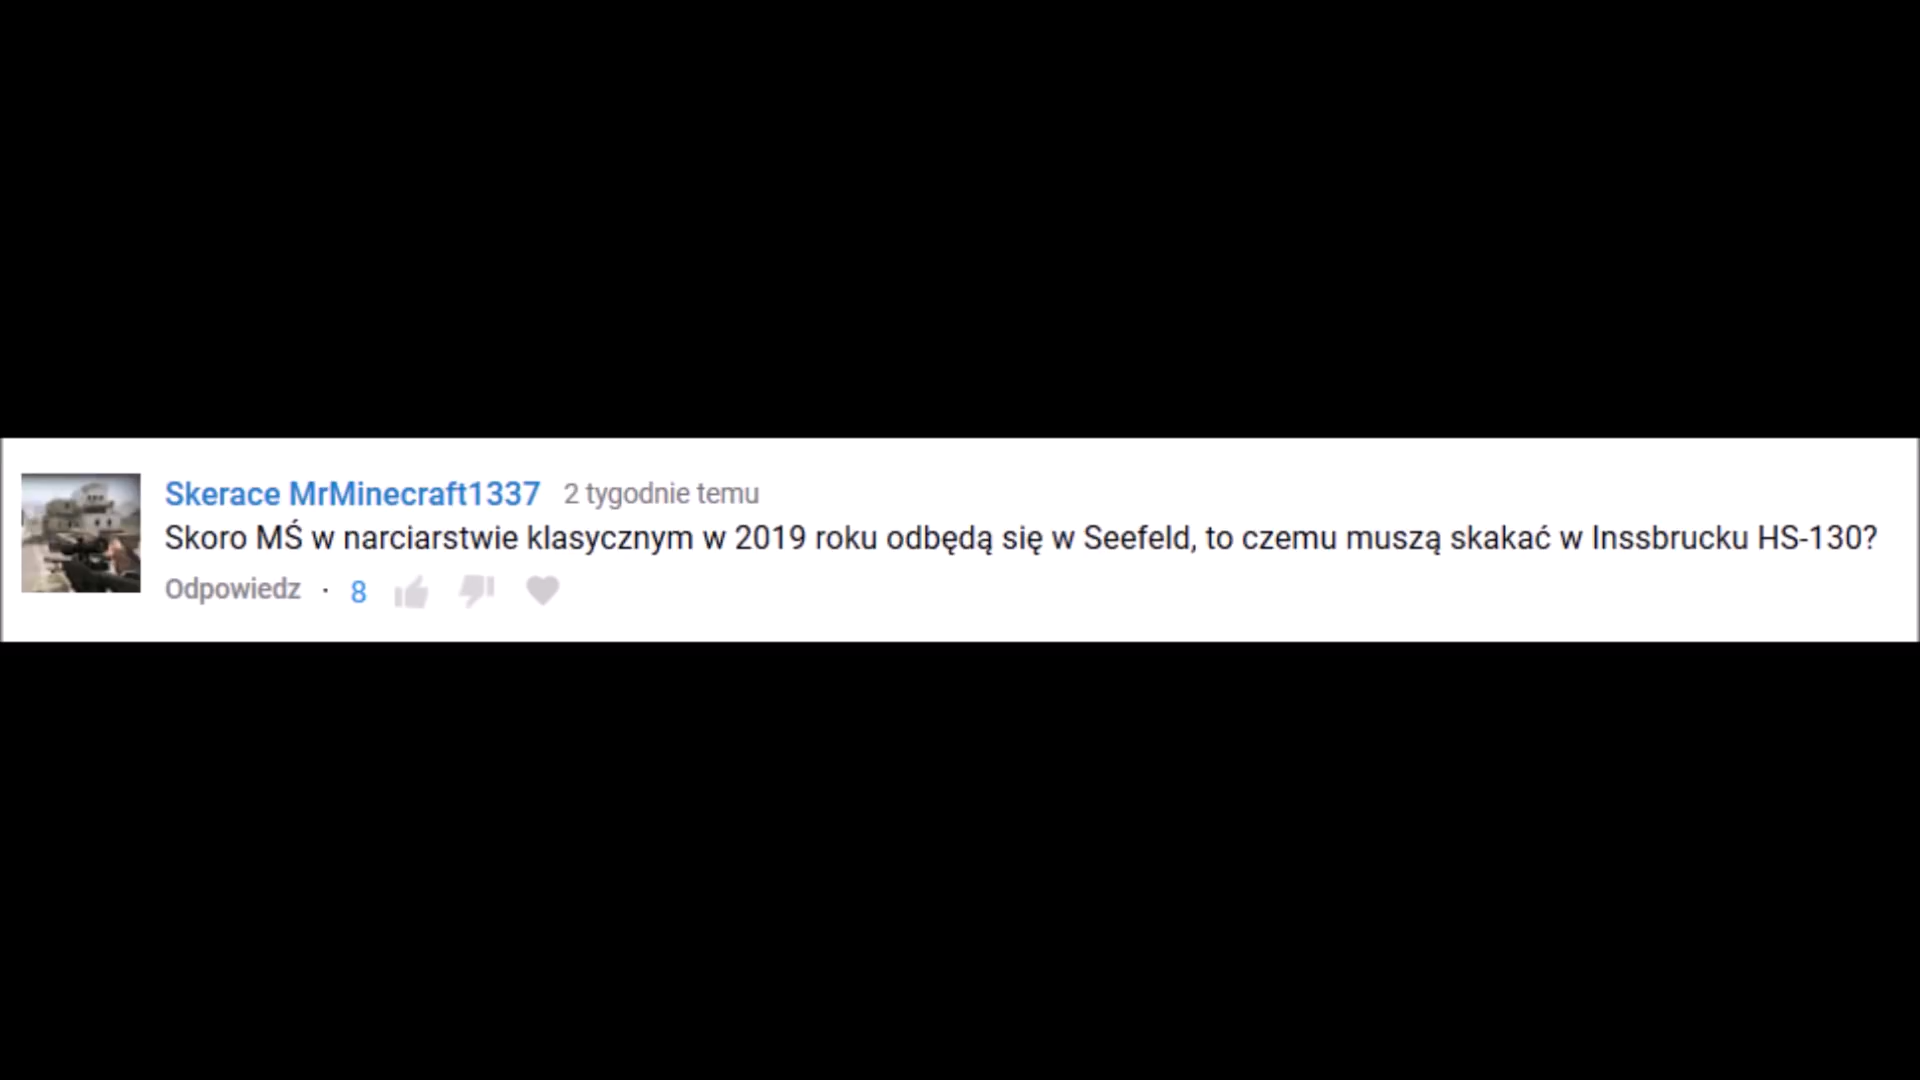 Skerace MrMinecraft1337 2 tygodnie temu
Skoro MŚ w narciarstwie klasycznym w 2019 roku odbędą się w Seefeld, to czemu muszą skakać w Inssbrucku HS-130?
Odpowiedz · 8